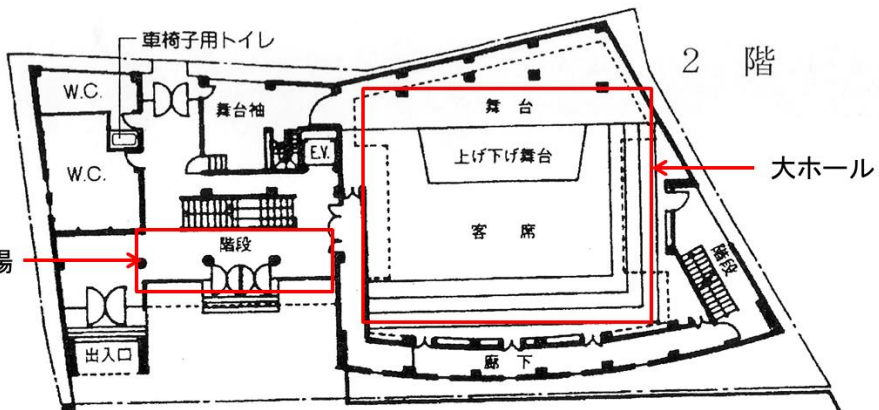 車椅子用トイレ
2 階
W.C.
舞台袖
舞 台
E.V.
上げ下げ舞台
大ホール
W.C.
客 席
階段
場
階段
出入口
廊 下